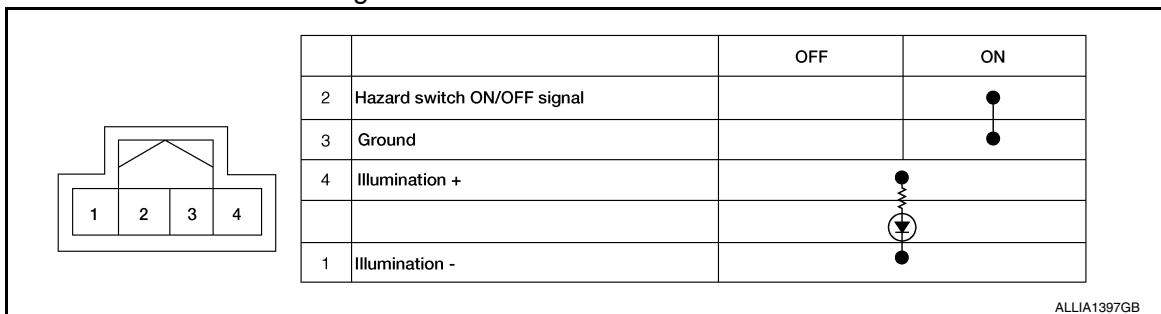 OFF ON
2 Hazard switch ON/OFF signal
3 Ground
4 Illumination +
1 2 3 4
1 Illumination -
ALLIA1397GB